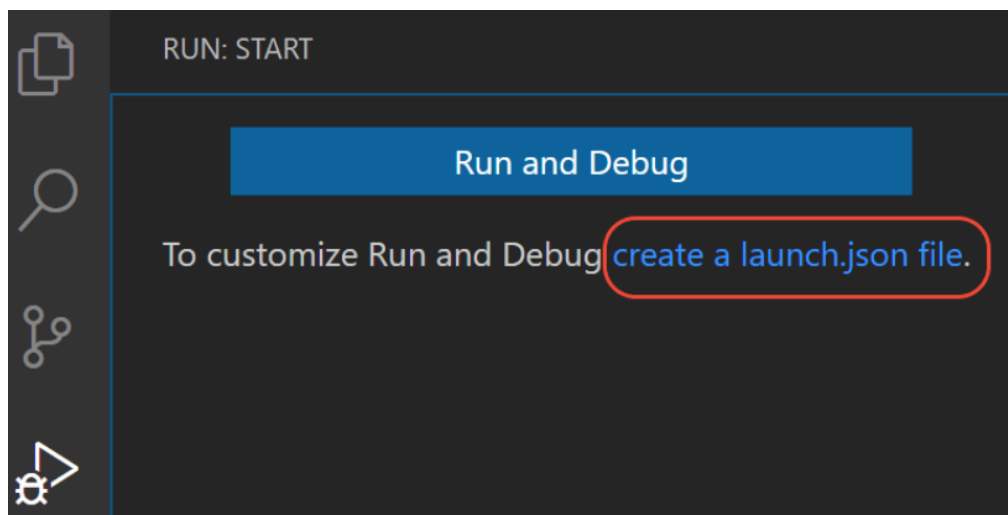 RUN: START
Run and Debug
To customize Run and Debug create a launch.json file.